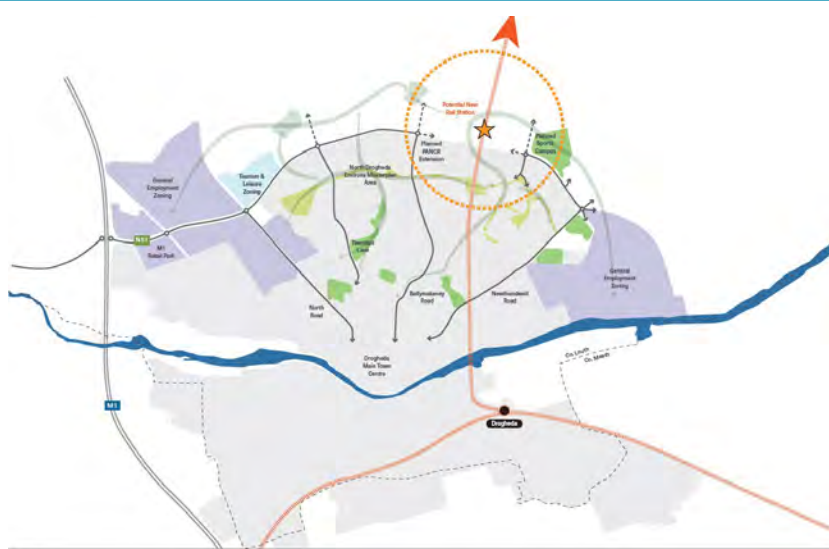 Potential New
Rail Station
Planned
PANCR
Extension
Planned
Sports
Campus
General
Employment
Zoning
Tourism &
Leisure
Zoning
North Drogheda
Environs Masterplan
Area
N51
M1
Retail Park
General
Employment
Zoning
North
Road
Ballymakenny
Road
Newfoundwell
Road
Drogheda
Main Town
Centre
Co. Louth
Co. Meath
M1
Drogheda